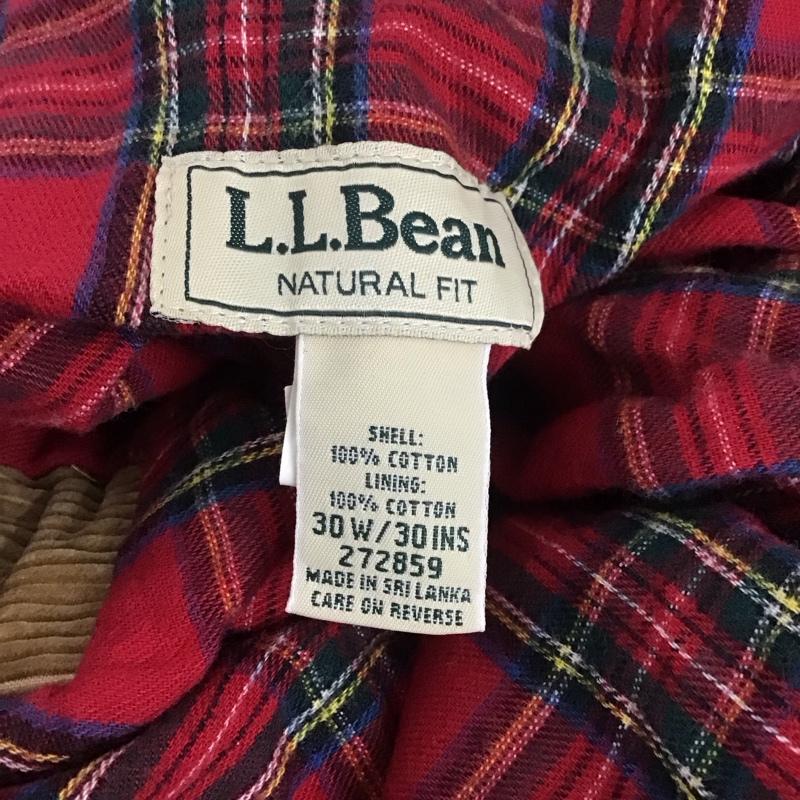 L.L.Bean
NATURAL FIT
SHELL:
100% COTTON
LINING:
100% COTTON
30 W/30 INS
272859
MADE IN SRI LANKA
CARE ON REVERSE